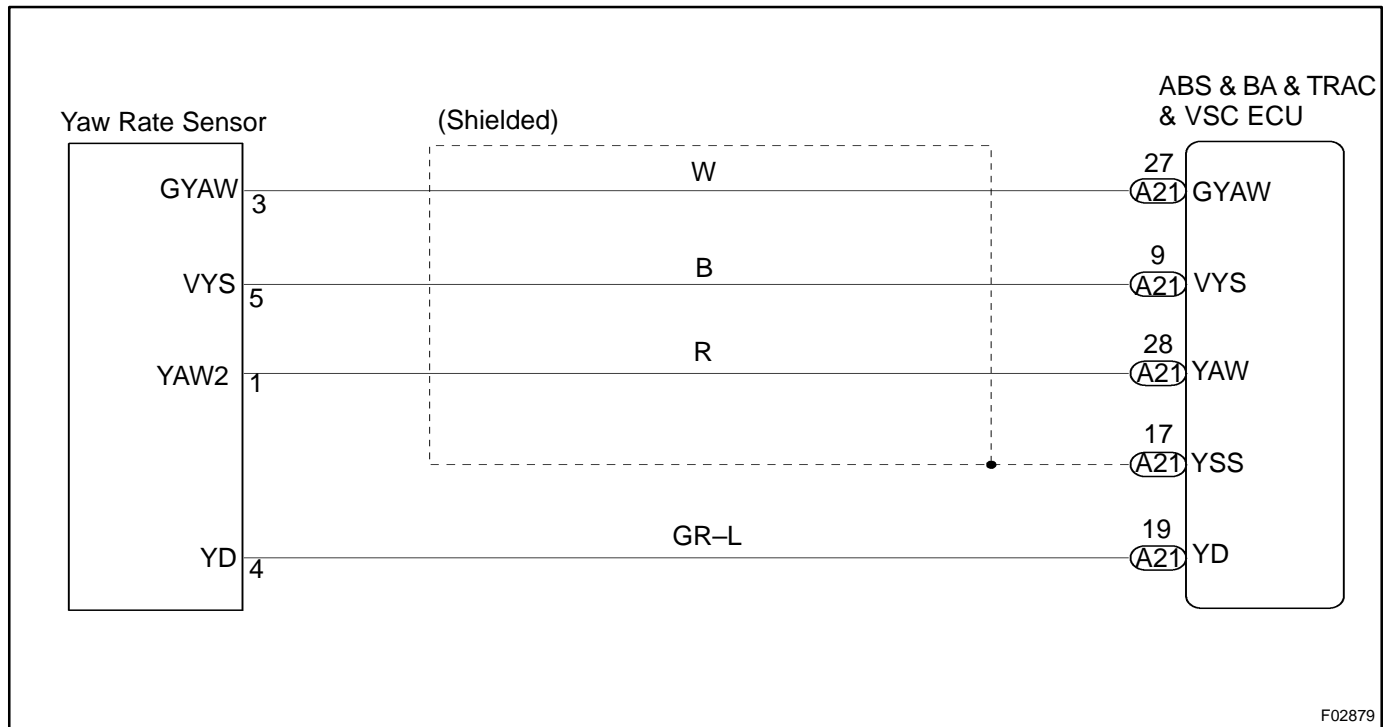 ABS & BA & TRAC
& VSC ECU
Yaw Rate Sensor
(Shielded)
GYAW 3 W 27 A21 GYAW
VYS 5 B 9 A21 VYS
YAW2 1 R 28 A21 YAW
17 A21 YSS
YD 4 GR–L 19 A21 YD
F02879